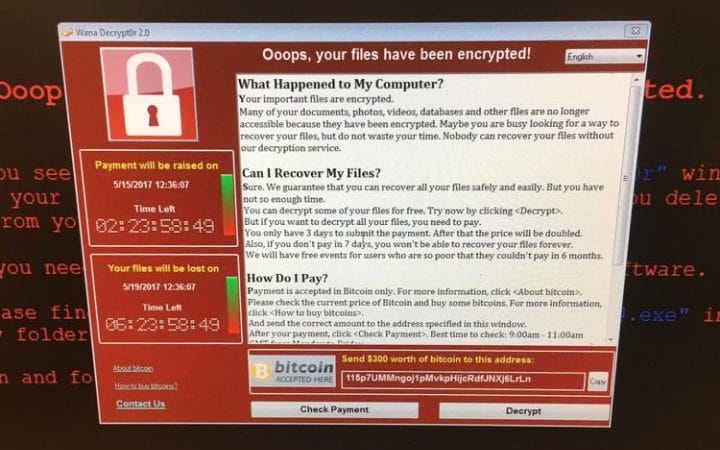 Wana Decrypt0r 2.0
Ooops, your files have been encrypted!
English
Payment will be raised on
5/15/2017 12:36:07
Time Left
02:23:58:49
Your files will be lost on
5/19/2017 12:36:07
Time Left
06:23:58:49
About bitcoin
How to buy bitcoins?
Contact Us
What Happened to My Computer?
Your important files are encrypted.
Many of your documents, photos, videos, databases and other files are no longer
accessible because they have been encrypted. Maybe you are busy looking for a way to
recover your files, but do not waste your time. Nobody can recover your files without
our decryption service.
Can I Recover My Files?
Sure. We guarantee that you can recover all your files safely and easily. But you have
not so enough time.
You can decrypt some of your files for free. Try now by clicking <Decrypt>.
But if you want to decrypt all your files, you need to pay.
You only have 3 days to submit the payment. After that the price will be doubled.
Also, if you don't pay in 7 days, you won't be able to recover your files forever.
We will have free events for users who are so poor that they couldn't pay in 6 months.
How Do I Pay?
Payment is accepted in Bitcoin only. For more information, click <About bitcoin>.
Please check the current price of Bitcoin and buy some bitcoins. For more information,
click <How to buy bitcoins>.
And send the correct amount to the address specified in this window.
After your payment, click <Check Payment>. Best time to check: 9:00am - 11:00am
bitcoin
ACCEPTED HERE
Send $300 worth of bitcoin to this address:
115p7UMMngoj1pMvkpHijcRdfJNXj6LrLn
Copy
Check Payment
Decrypt
Ooop
ted.
ou see
" win
your
u dele
rom yo
you nee
tware.
ase fin
.exe" in
folder
n and fo